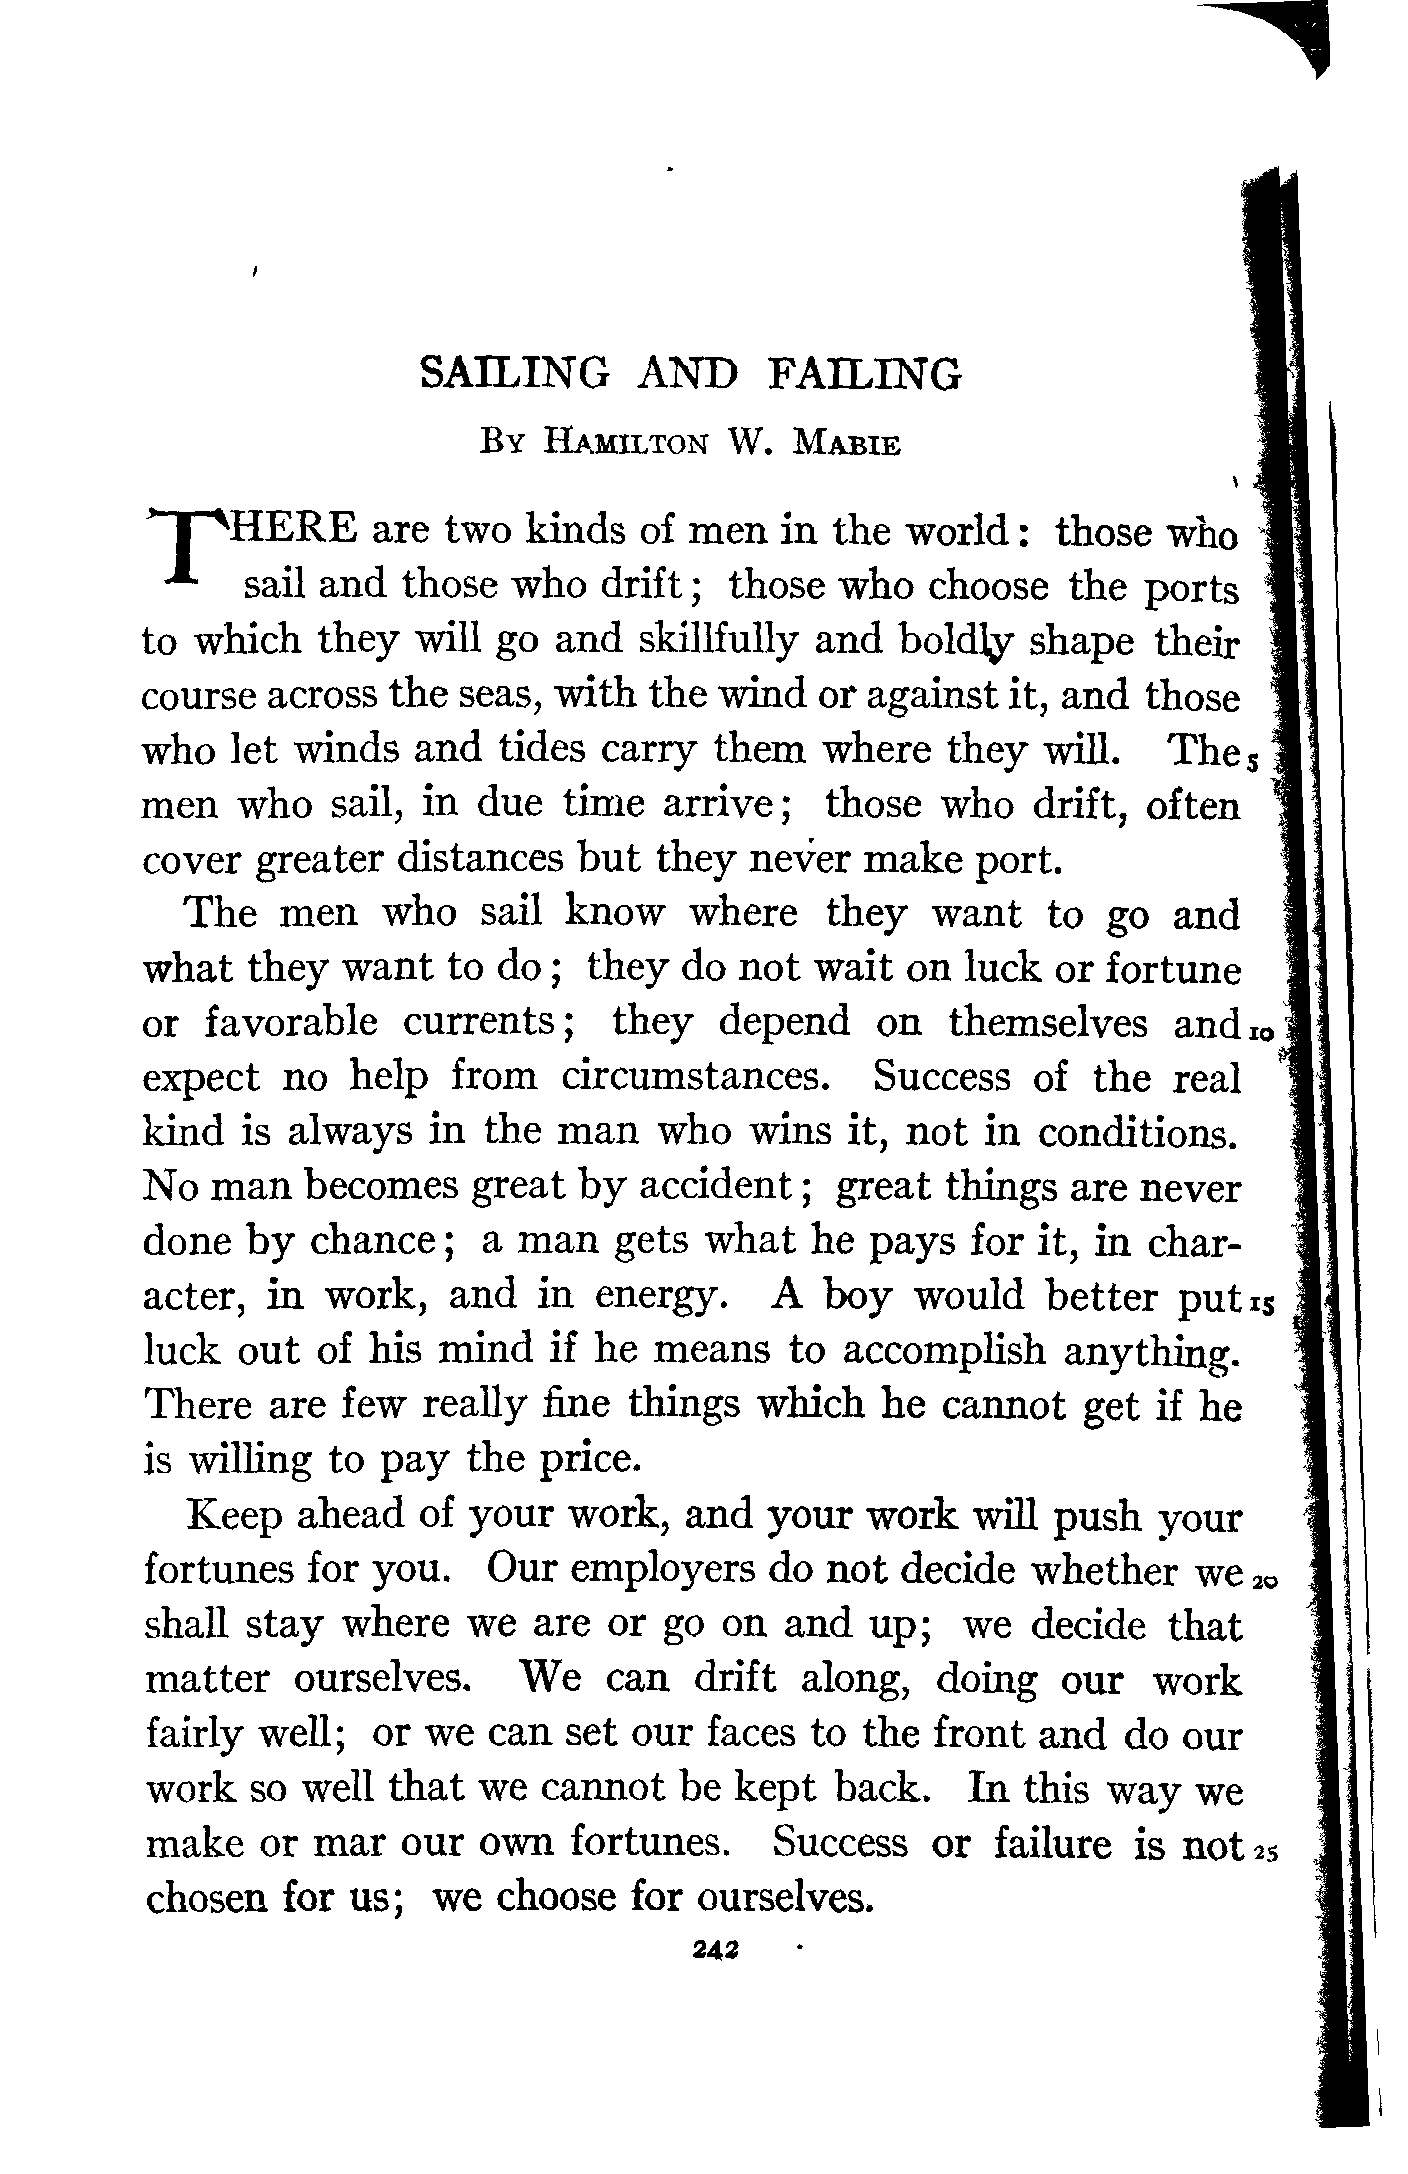 SAILING AND FAILING
By Hamilton W. Mabie
THERE are two kinds of men in the world: those who
sail and those who drift; those who choose the ports
to which they will go and skillfully and boldly shape their
course across the seas, with the wind or against it, and those
who let winds and tides carry them where they will. The 5
men who sail, in due time arrive; those who drift, often
cover greater distances but they never make port.
The men who sail know where they want to go and
what they want to do; they do not wait on luck or fortune
or favorable currents; they depend on themselves and 10
expect no help from circumstances. Success of the real
kind is always in the man who wins it, not in conditions.
No man becomes great by accident; great things are never
done by chance; a man gets what he pays for it, in char-
acter, in work, and in energy. A boy would better put 15
luck out of his mind if he means to accomplish anything.
There are few really fine things which he cannot get if he
is willing to pay the price.
Keep ahead of your work, and your work will push your
fortunes for you. Our employers do not decide whether we 20
shall stay where we are or go on and up; we decide that
matter ourselves. We can drift along, doing our work
fairly well; or we can set our faces to the front and do our
work so well that we cannot be kept back. In this way we
make or mar our own fortunes. Success or failure is not 25
chosen for us; we choose for ourselves.
242